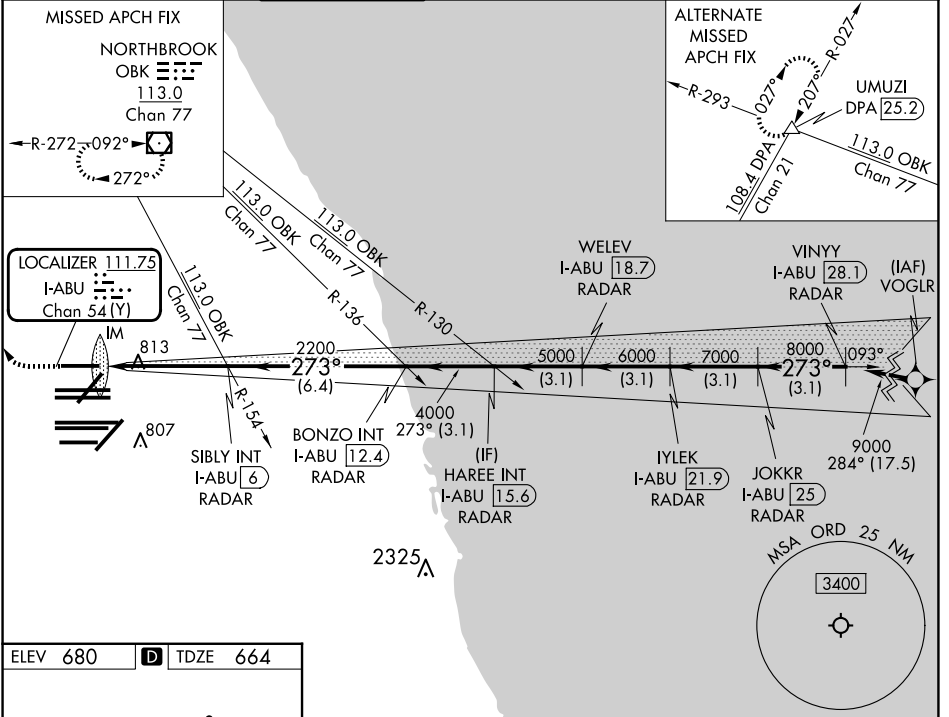 MISSED APCH FIX
NORTHBROOK
OBK
113.0
Chan 77
R-272
092°
272°
ALTERNATE
MISSED
APCH FIX
R-027
R-293
027°
207°
UMUZI
DPA 25.2
113.0 OBK
Chan 77
108.4 DPA
Chan 21
113.0 OBK
Chan 77
113.0 OBK
Chan 77
113.0 OBK
Chan 77
R-136
R-130
R-154
LOCALIZER 111.75
I-ABU
Chan 54 (Y)
IM
813
807
WELEV
I-ABU 18.7
RADAR
VINYY
I-ABU 28.1
RADAR
(IAF)
VOGLR
2200
273°
(6.4)
4000
273° (3.1)
5000
(3.1)
6000
(3.1)
7000
(3.1)
8000
273°
(3.1)
093°
9000
284° (17.5)
SIBLY INT
I-ABU 6
RADAR
BONZO INT
I-ABU 12.4
RADAR
(IF)
HAREE INT
I-ABU 15.6
RADAR
IYLEK
I-ABU 21.9
RADAR
JOKKR
I-ABU 25
RADAR
2325
MSA ORD 25 NM
3400
ELEV 680 D TDZE 664